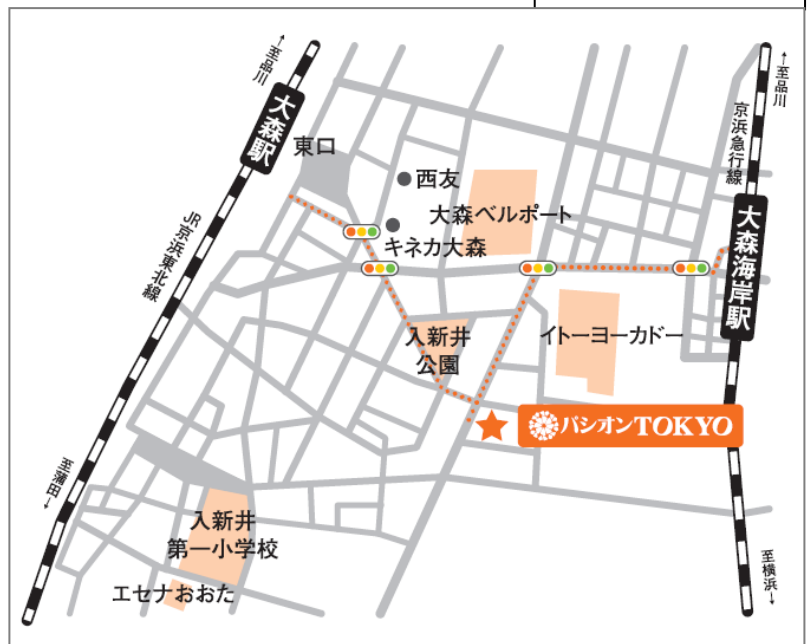 ←至品川
大森駅
東口
JR京浜東北線
至蒲田→
西友
大森ベルポート
キネカ大森
←至品川
京浜急行線
大森海岸駅
入新井
公園
イトーヨーカドー
パシオンTOKYO
入新井
第一小学校
エセナおおた
至横浜→